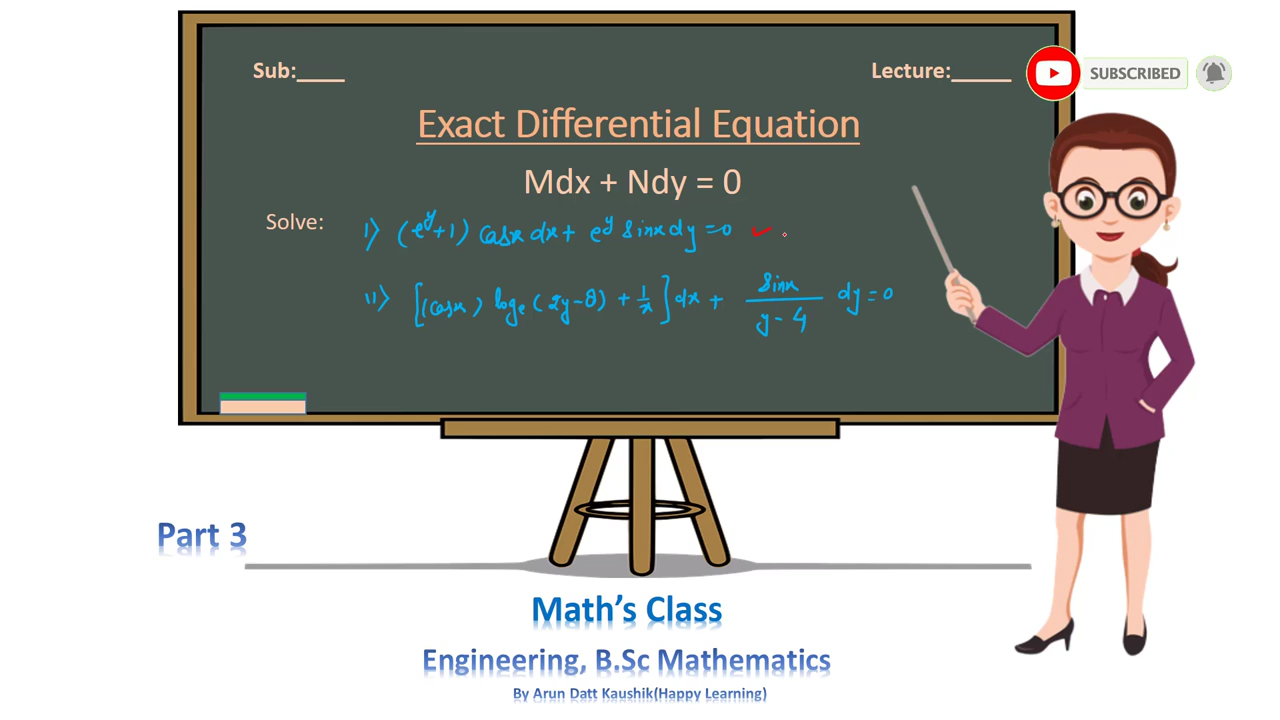 Sub:____ Lecture:_____
SUBSCRIBED
Exact Differential Equation
Mdx + Ndy = 0
Solve: I> (e^y+1) cosx dx + e^y sinx dy = 0
II> [(cosx) log_e (2y-8) + 1/x] dx + sinx/(y-4) dy = 0
Part 3
Math's Class
Engineering, B.Sc Mathematics
By Arun Datt Kaushik(Happy Learning)